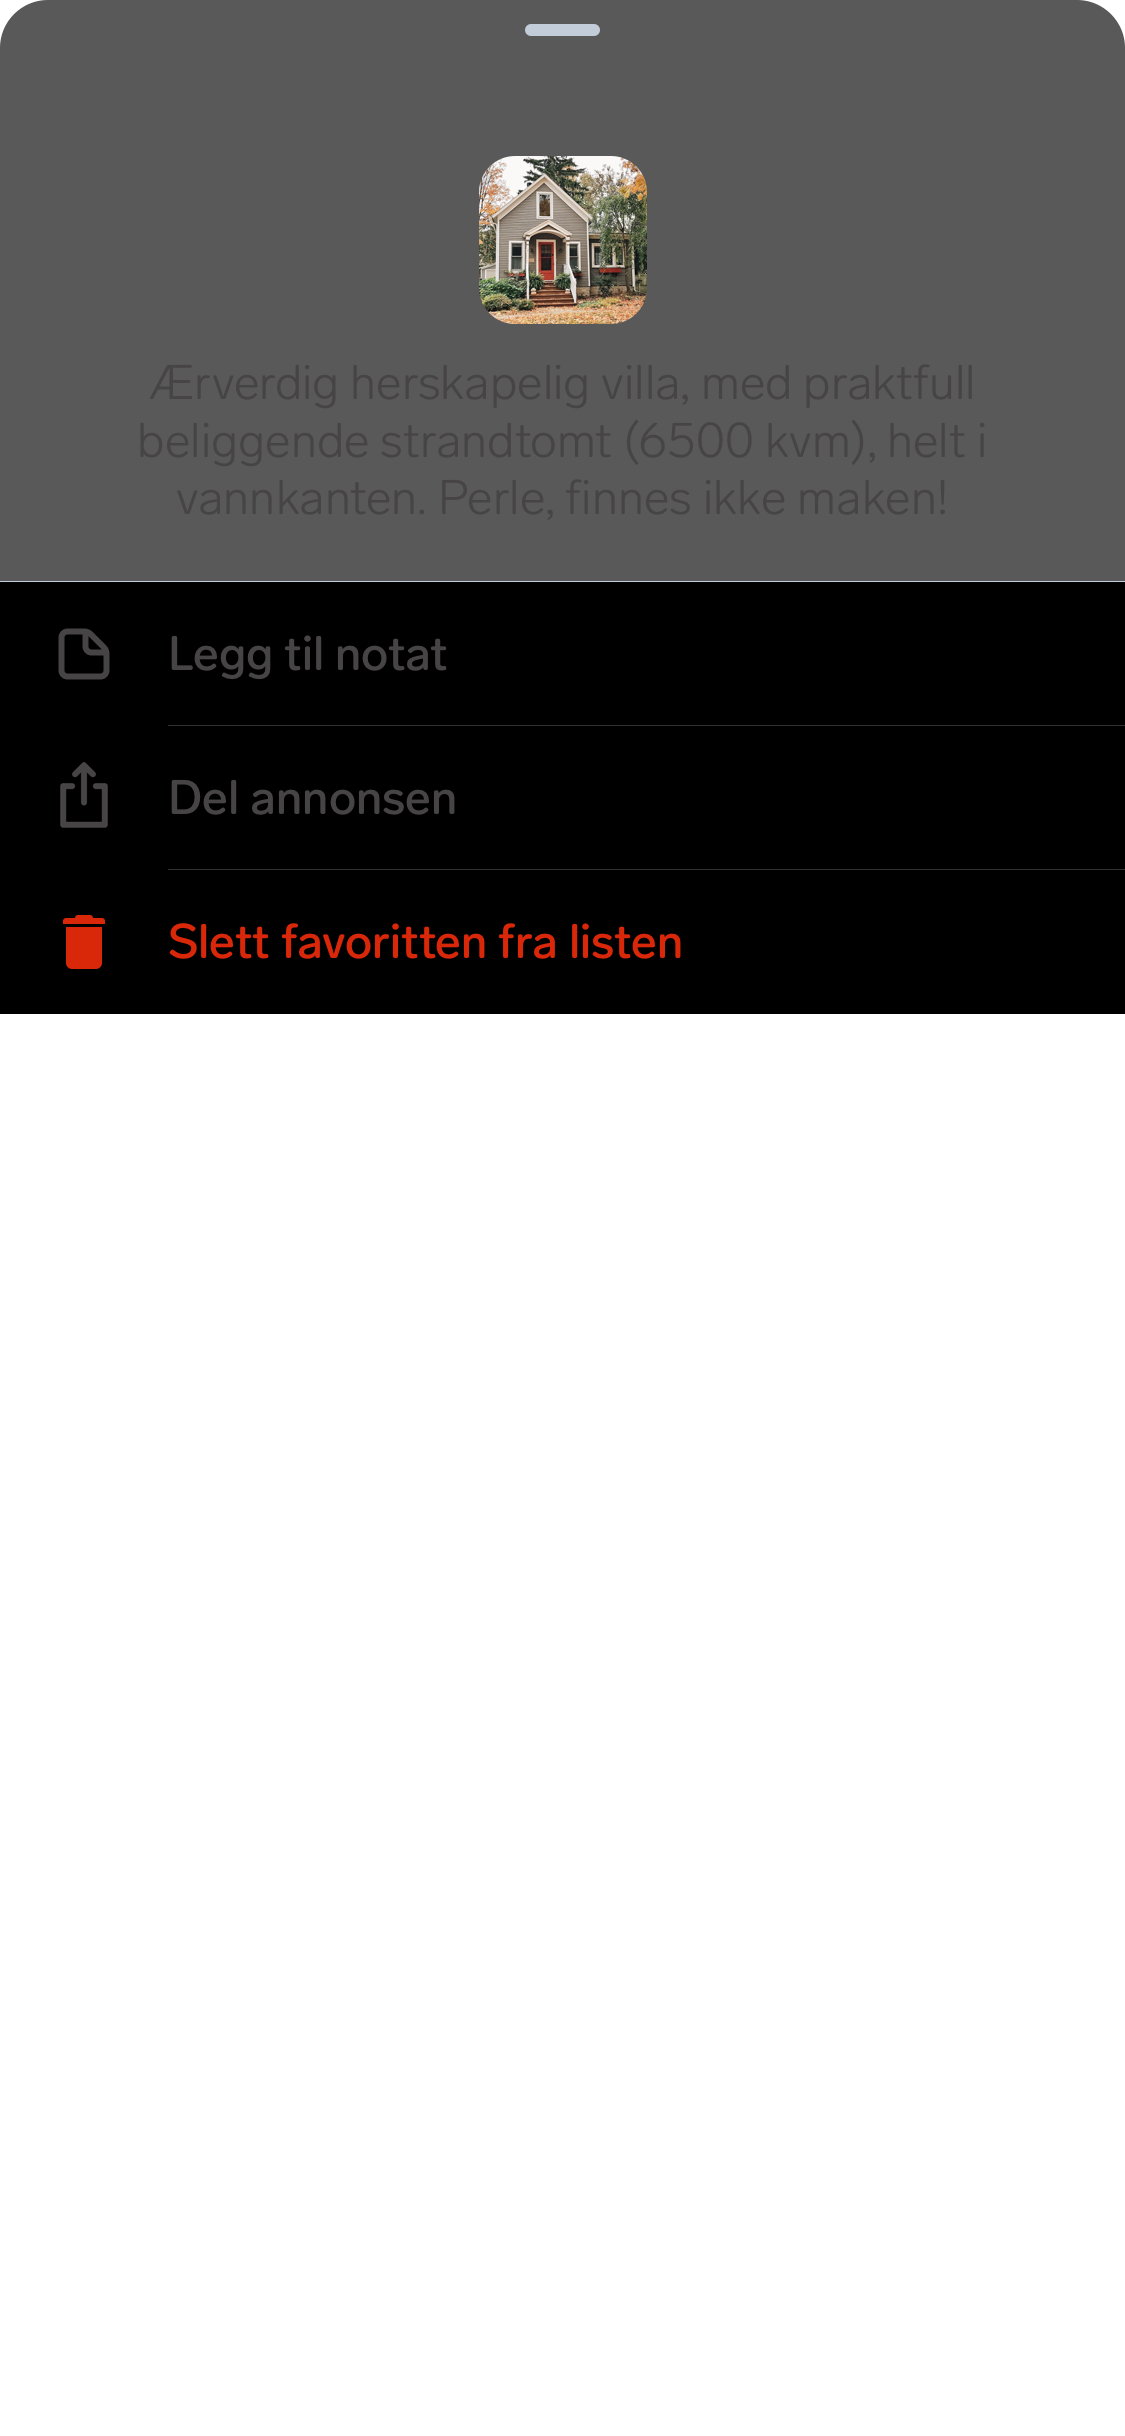 Ærverdig herskapelig villa, med praktfull
beliggende strandtomt (6500 kvm), helt i
vannkanten. Perle, finnes ikke maken!
Legg til notat
Del annonsen
Slett favoritten fra listen